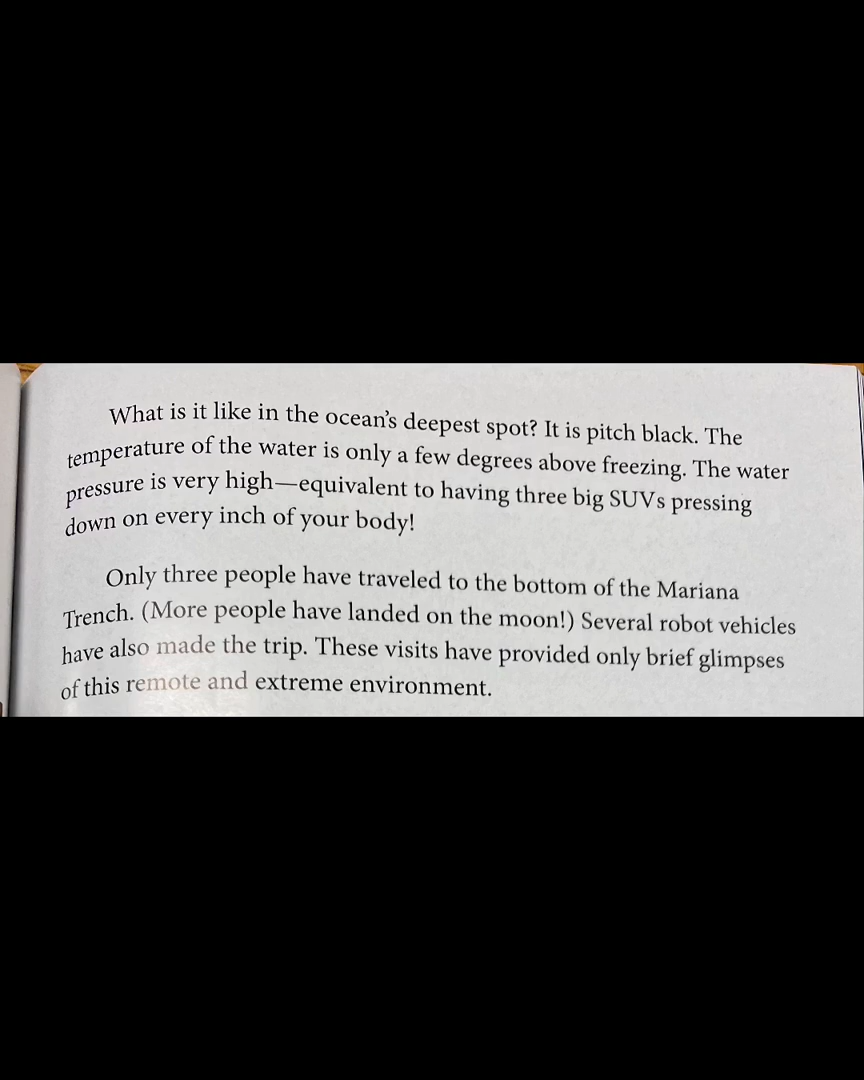 What is it like in the ocean's deepest spot? It is pitch black. The
temperature of the water is only a few degrees above freezing. The water
pressure is very high—equivalent to having three big SUVs pressing
down on every inch of your body!
Only three people have traveled to the bottom of the Mariana
Trench. (More people have landed on the moon!) Several robot vehicles
have also made the trip. These visits have provided only brief glimpses
of this remote and extreme environment.